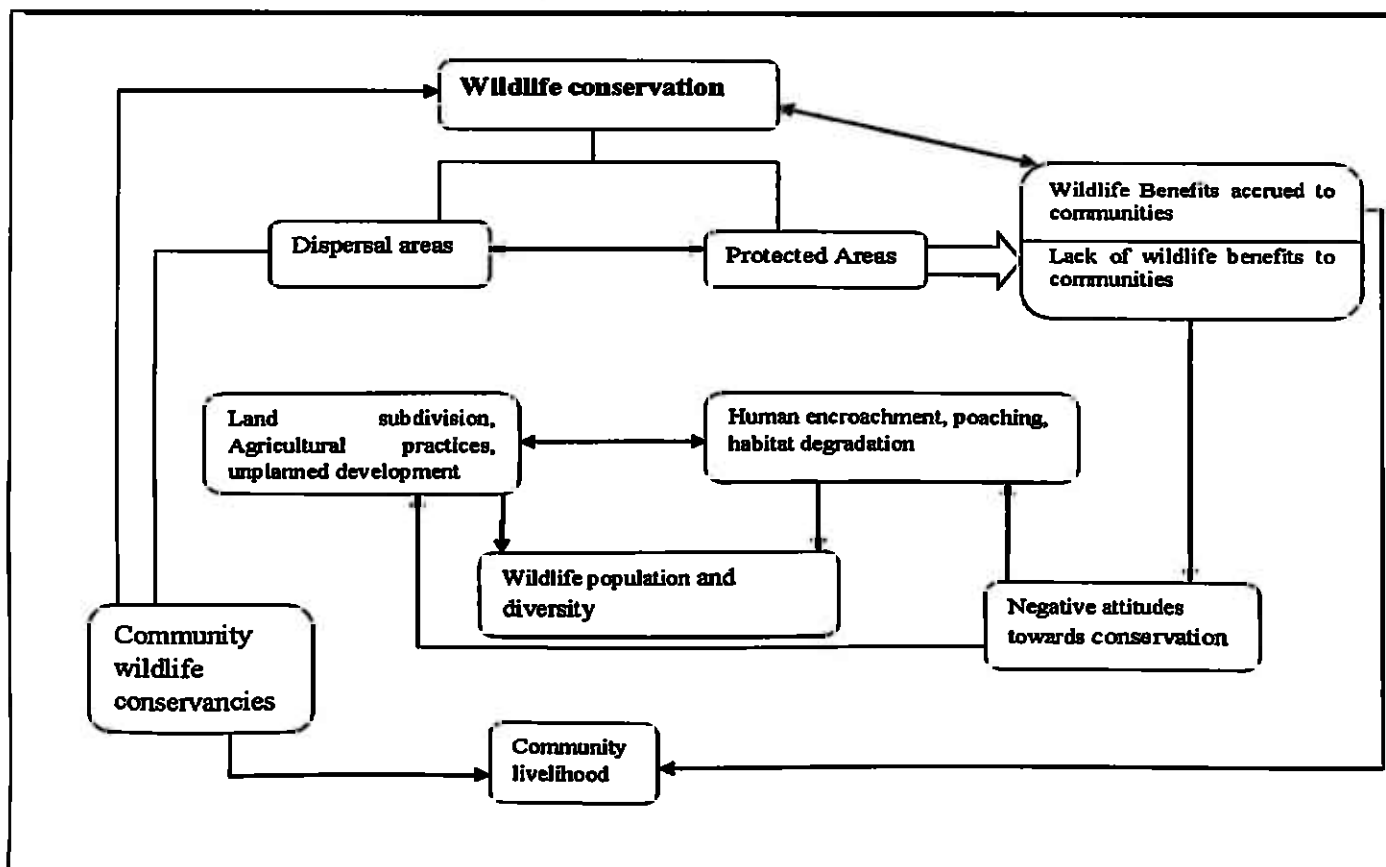 Wildlife conservation
Wildlife Benefits accrued to
communities
Lack of wildlife benefits to
communities
Dispersal areas
Protected Areas
Land subdivision,
Agricultural practices,
unplanned development
Human encroachment, poaching,
habitat degradation
Wildlife population and
diversity
Negative attitudes
towards conservation
Community
wildlife
conservancies
Community
livelihood